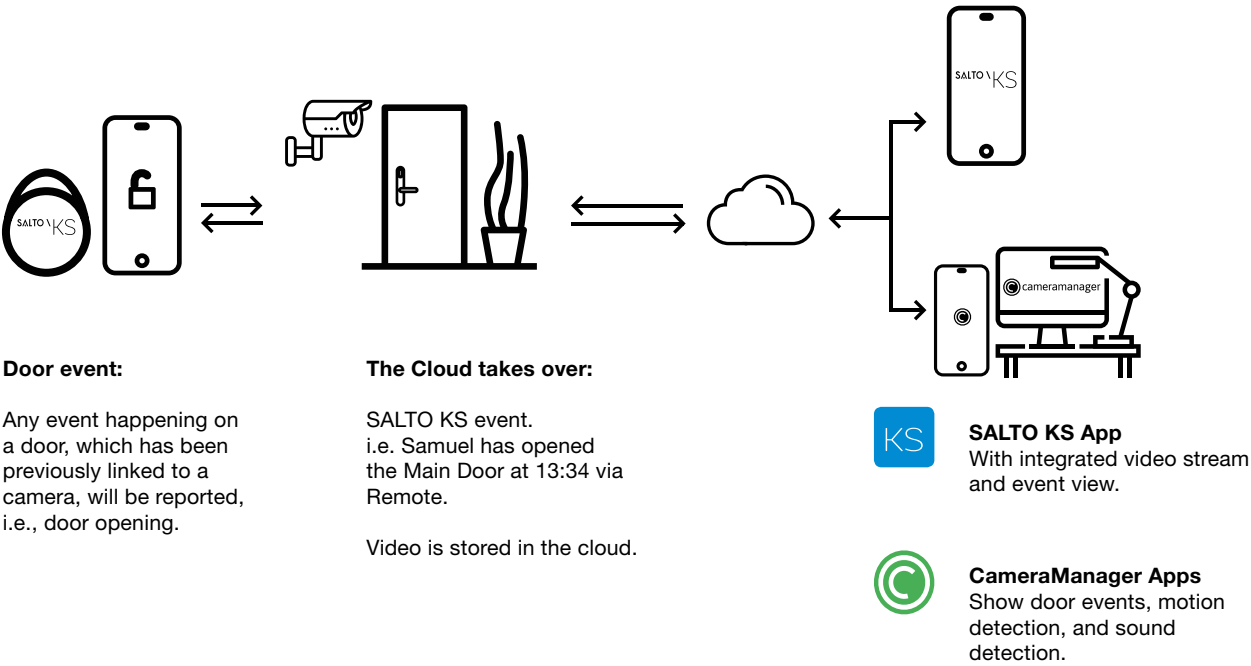 SALTO KS
SALTO KS
cameramanager
Door event:
Any event happening on
a door, which has been
previously linked to a
camera, will be reported,
i.e., door opening.
The Cloud takes over:
SALTO KS event.
i.e. Samuel has opened
the Main Door at 13:34 via
Remote.
Video is stored in the cloud.
KS
SALTO KS App
With integrated video stream
and event view.
C
CameraManager Apps
Show door events, motion
detection, and sound
detection.